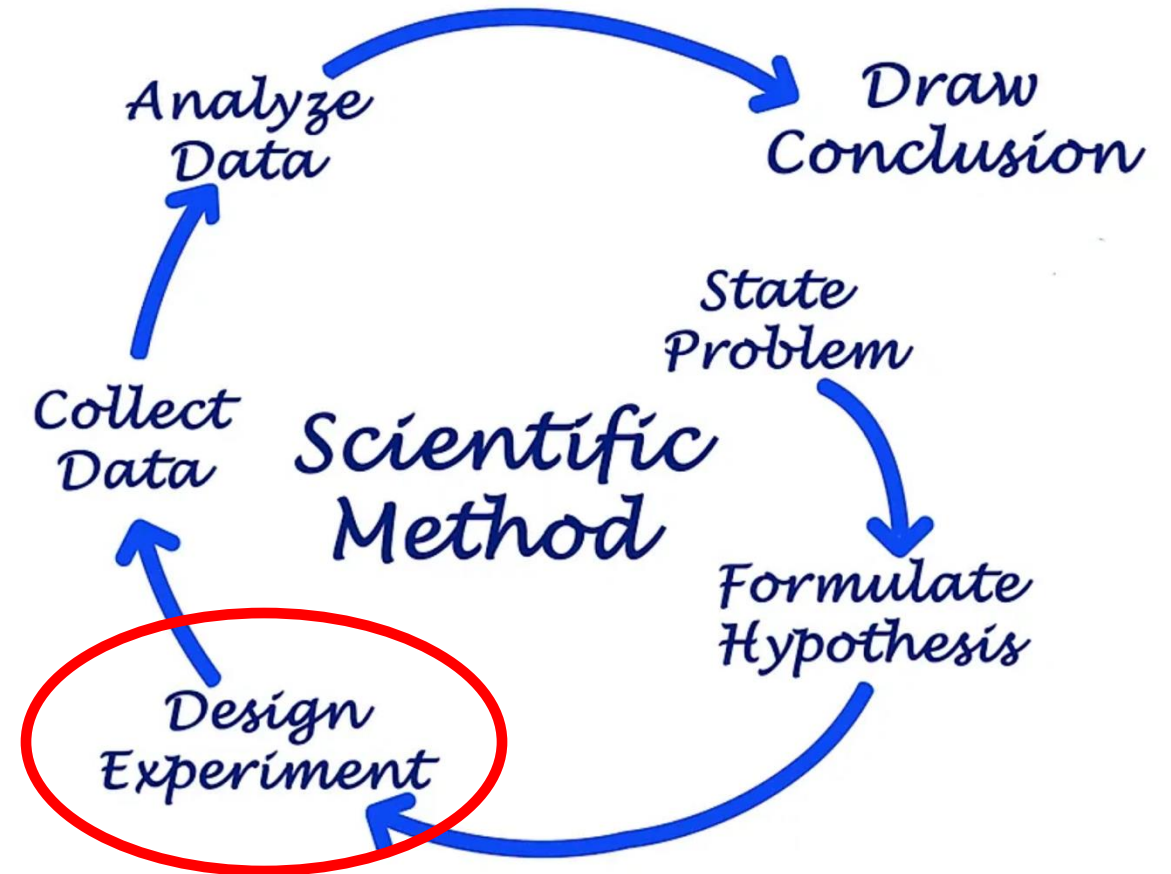 Analyze
Data
Draw
Conclusion
State
Problem
Collect
Data
Scientific
Method
Formulate
Hypothesis
Design
Experiment